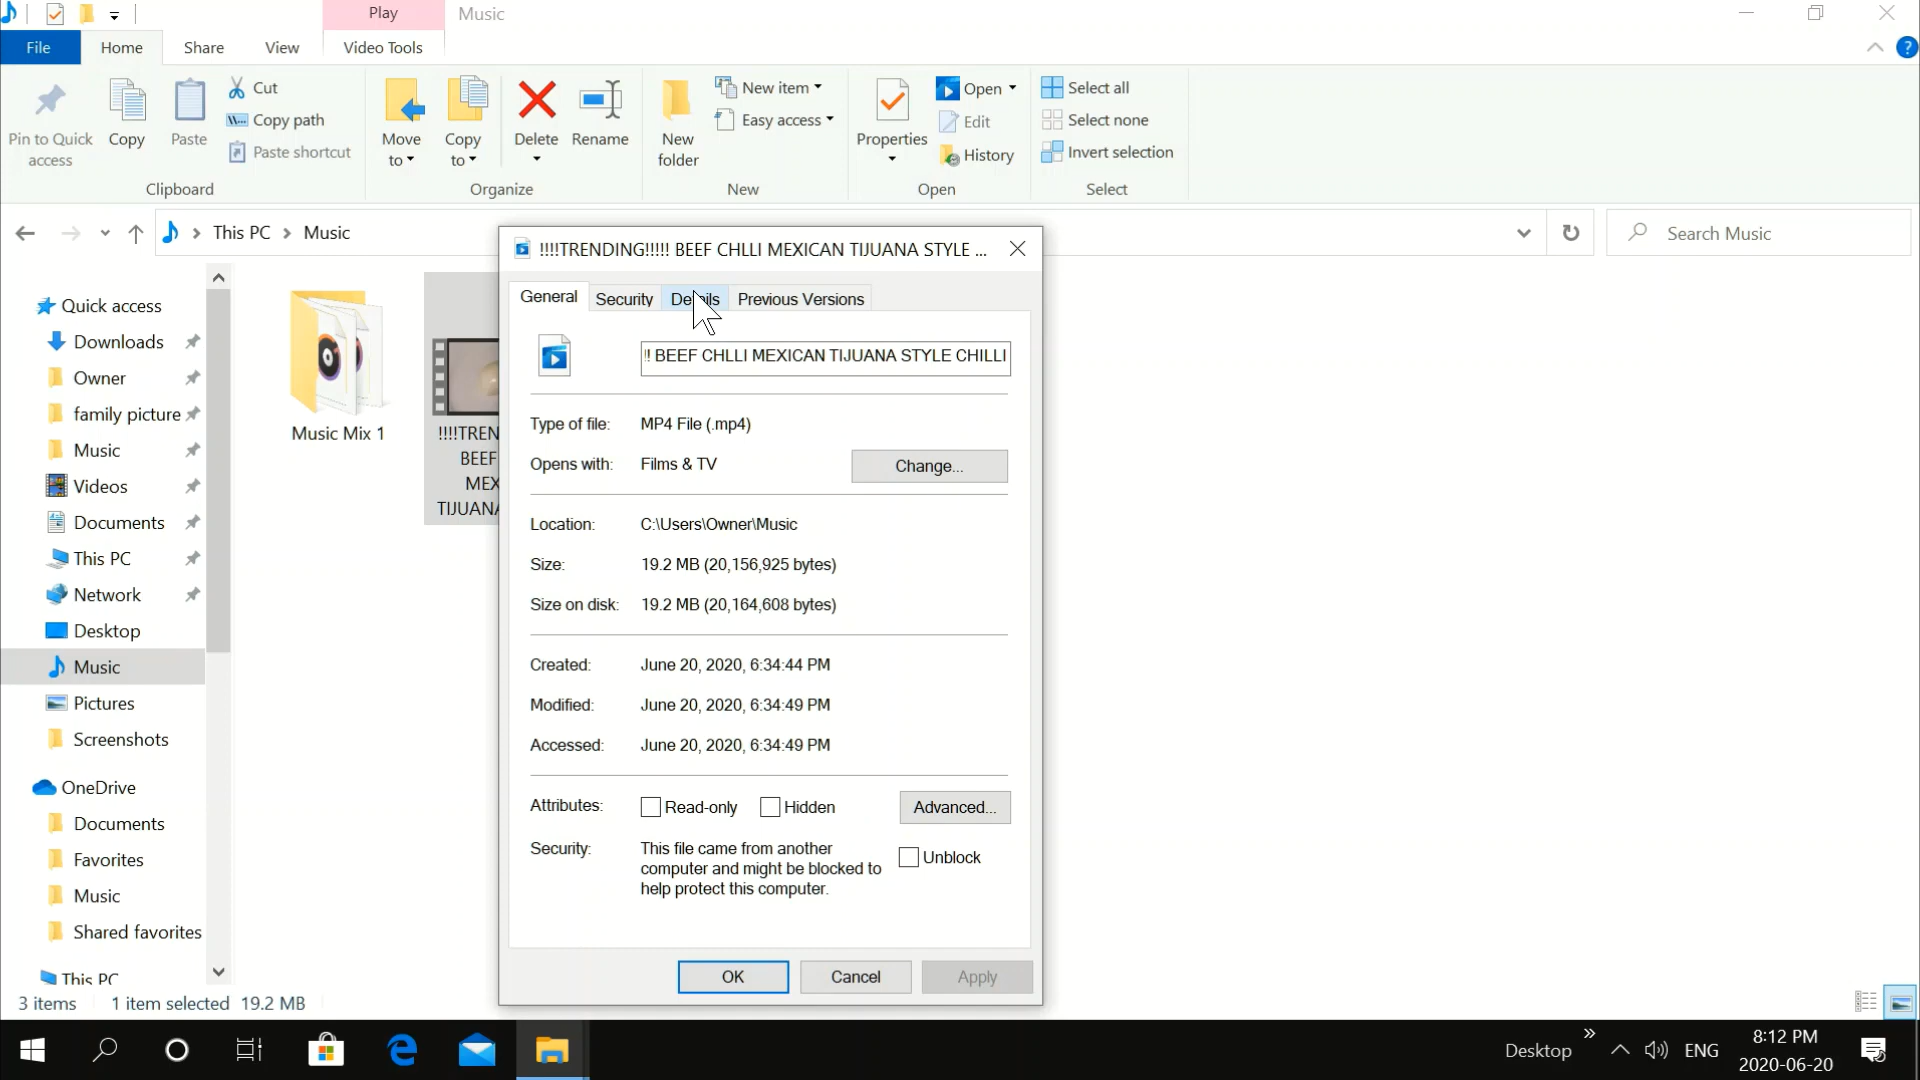 Play
Music
File
Home
Share
View
Video Tools
Pin to Quick
access
Copy
Paste
Cut
Copy path
Paste shortcut
Clipboard
Move
to
Copy
to
Delete
Rename
Organize
New
folder
New item
Easy access
New
Properties
Open
Edit
History
Open
Select all
Select none
Invert selection
Select
This PC > Music
Search Music
Quick access
Downloads
Owner
family picture
Music
Videos
Documents
This PC
Network
Desktop
Music
Pictures
Screenshots
OneDrive
Documents
Favorites
Music
Shared favorites
This PC
Music Mix 1
!!!!TREN
BEEF
MEX
TIJUANA
!!!!TRENDING!!!!! BEEF CHLLI MEXICAN TIJUANA STYLE ...
General
Security
Details
Previous Versions
!! BEEF CHLLI MEXICAN TIJUANA STYLE CHILLI
Type of file: MP4 File (.mp4)
Opens with: Films & TV
Change...
Location: C:\Users\Owner\Music
Size: 19.2 MB (20,156,925 bytes)
Size on disk: 19.2 MB (20,164,608 bytes)
Created: June 20, 2020, 6:34:44 PM
Modified: June 20, 2020, 6:34:49 PM
Accessed: June 20, 2020, 6:34:49 PM
Attributes: Read-only Hidden
Advanced...
Security: This file came from another
computer and might be blocked to
help protect this computer.
Unblock
OK
Cancel
Apply
3 items 1 item selected 19.2 MB
Desktop
ENG
8:12 PM
2020-06-20